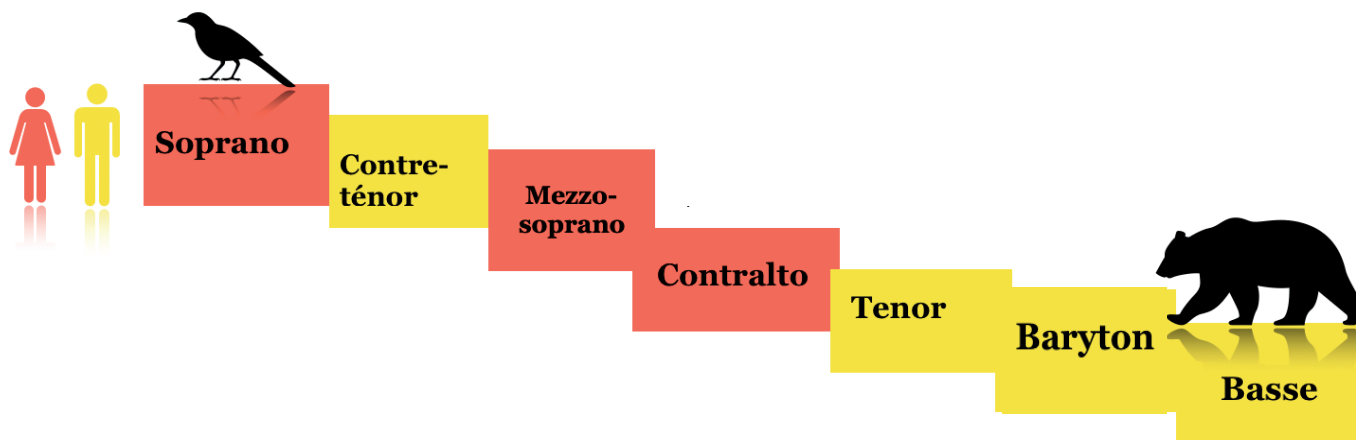 Soprano
Contre-
ténor
Mezzo-
soprano
Contralto
Tenor
Baryton
Basse